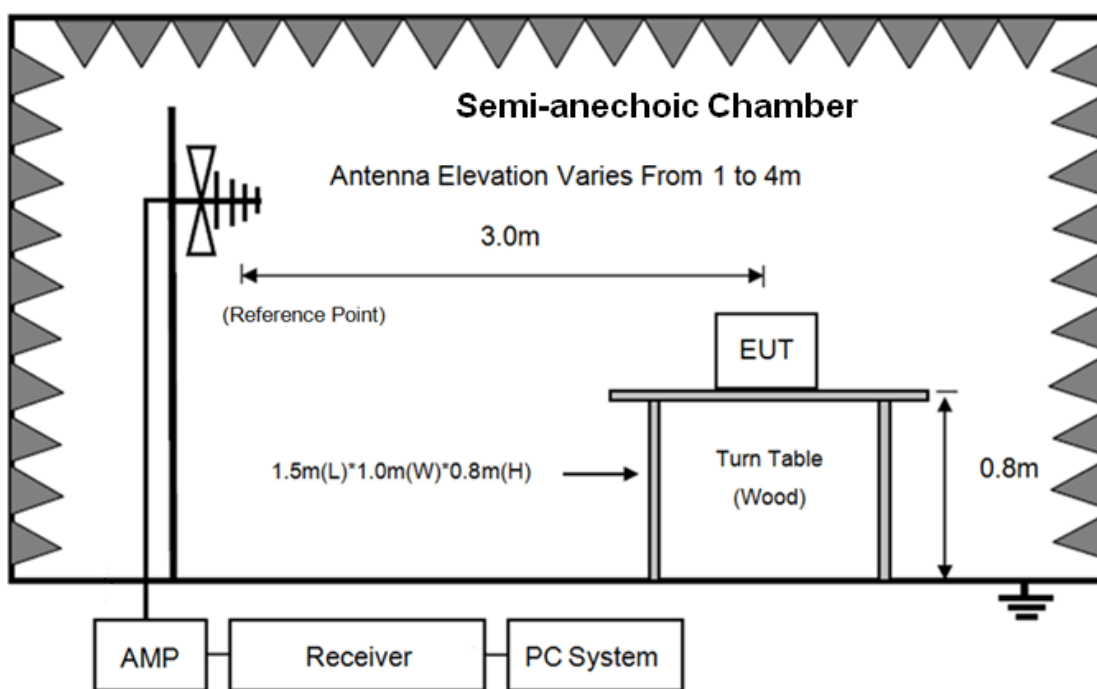 Semi-anechoic Chamber
Antenna Elevation Varies From 1 to 4m
3.0m
(Reference Point)
EUT
1.5m(L)*1.0m(W)*0.8m(H)
Turn Table
(Wood)
0.8m
AMP
Receiver
PC System